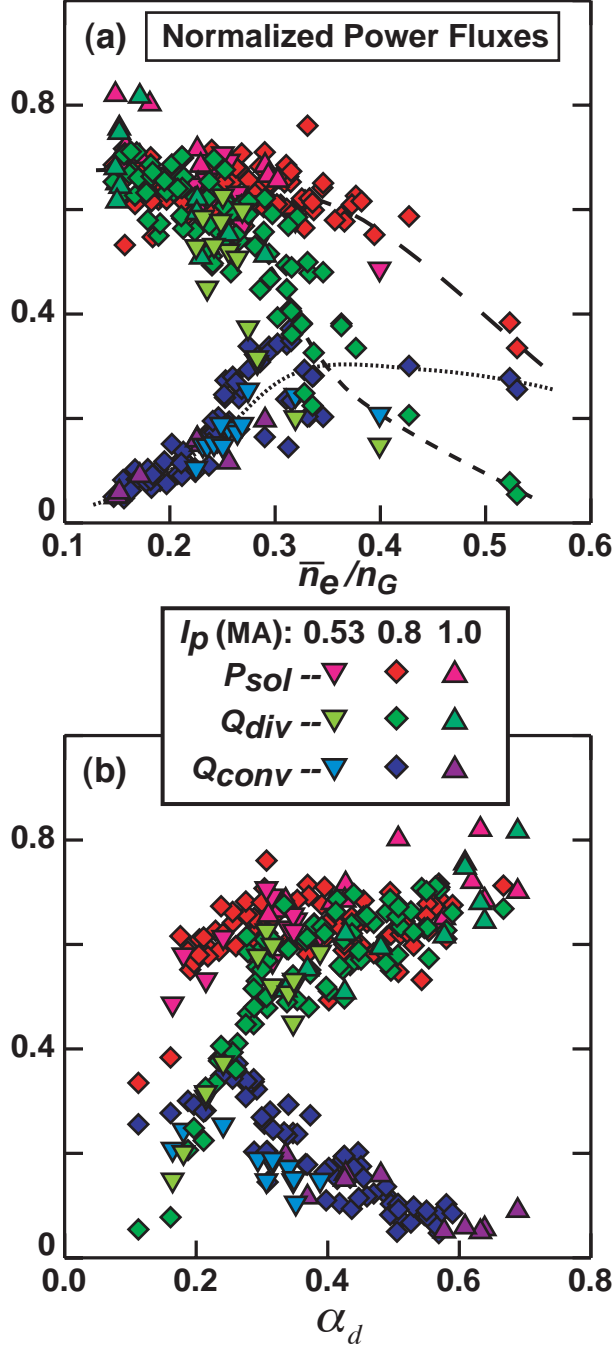 (a) Normalized Power Fluxes
0.8
0.4
0
0.1 0.2 0.3 0.4 0.5 0.6
n̅e/nG
Ip (MA): 0.53 0.8 1.0
Psol --
Qdiv --
Qconv --
(b)
0.8
0.4
0
0.0 0.2 0.4 0.6 0.8
αd